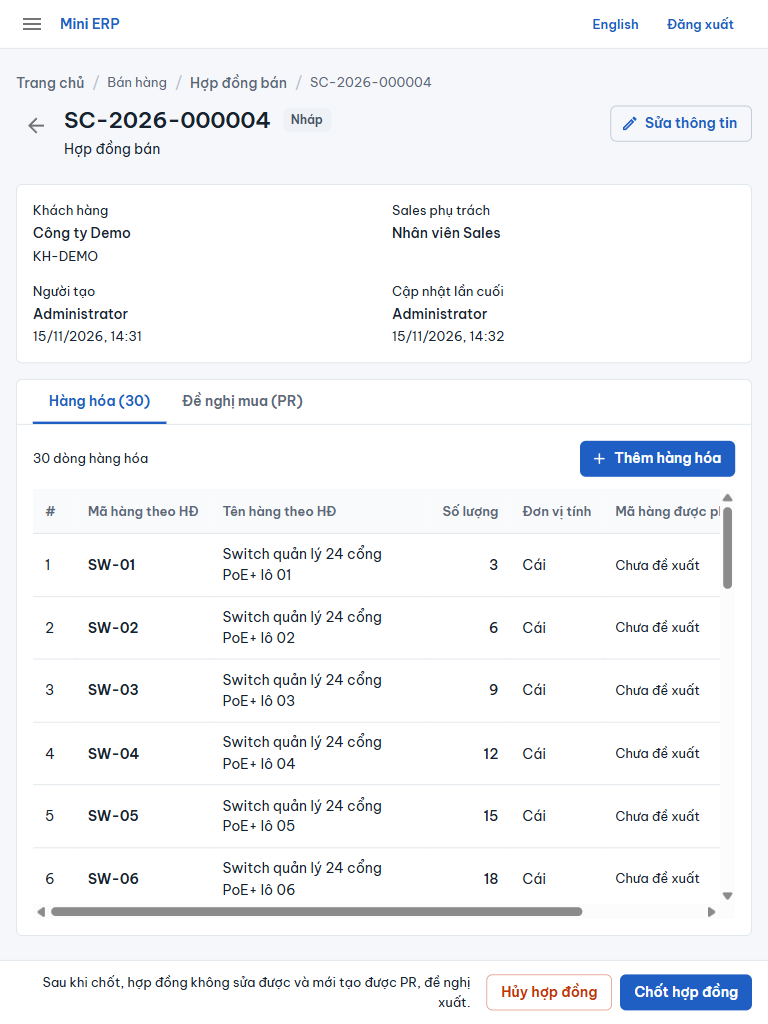 Mini ERP
English
Đăng xuất
Trang chủ / Bán hàng / Hợp đồng bán / SC-2026-000004
SC-2026-000004
Nháp
Sửa thông tin
Hợp đồng bán
Khách hàng
Sales phụ trách
Công ty Demo
Nhân viên Sales
KH-DEMO
Người tạo
Cập nhật lần cuối
Administrator
Administrator
15/11/2026, 14:31
15/11/2026, 14:32
Hàng hóa (30)
Đề nghị mua (PR)
30 dòng hàng hóa
+ Thêm hàng hóa
# Mã hàng theo HĐ Tên hàng theo HĐ Số lượng Đơn vị tính Mã hàng được
1 SW-01 Switch quản lý 24 cổng 3 Cái Chưa đề xuất
PoE+ lô 01
2 SW-02 Switch quản lý 24 cổng 6 Cái Chưa đề xuất
PoE+ lô 02
3 SW-03 Switch quản lý 24 cổng 9 Cái Chưa đề xuất
PoE+ lô 03
4 SW-04 Switch quản lý 24 cổng 12 Cái Chưa đề xuất
PoE+ lô 04
5 SW-05 Switch quản lý 24 cổng 15 Cái Chưa đề xuất
PoE+ lô 05
6 SW-06 Switch quản lý 24 cổng 18 Cái Chưa đề xuất
PoE+ lô 06
Sau khi chốt, hợp đồng không sửa được và mới tạo được PR, đề nghị
xuất.
Hủy hợp đồng
Chốt hợp đồng